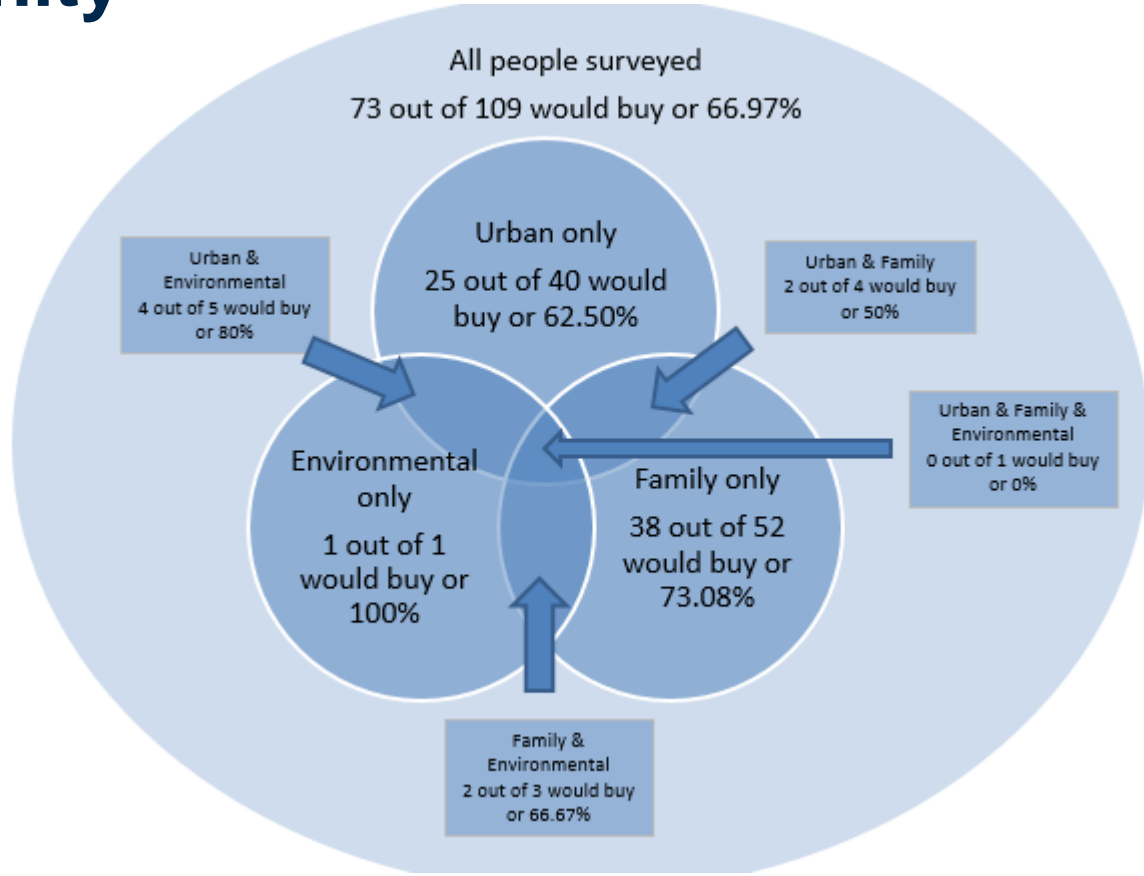 All people surveyed
73 out of 109 would buy or 66.97%
Urban only
25 out of 40 would
buy or 62.50%
Urban &
Environmental
4 out of 5 would buy
or 80%
Urban & Family
2 out of 4 would buy
or 50%
Urban & Family &
Environmental
0 out of 1 would buy
or 0%
Environmental
only
1 out of 1
would buy or
100%
Family only
38 out of 52
would buy or
73.08%
Family &
Environmental
2 out of 3 would buy
or 66.67%